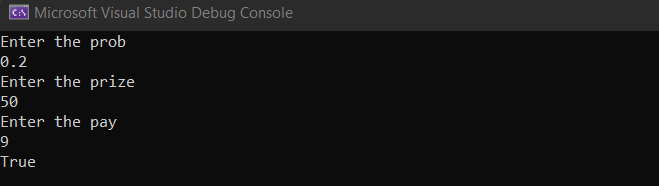 Microsoft Visual Studio Debug Console
Enter the prob
0.2
Enter the prize
50
Enter the pay
9
True